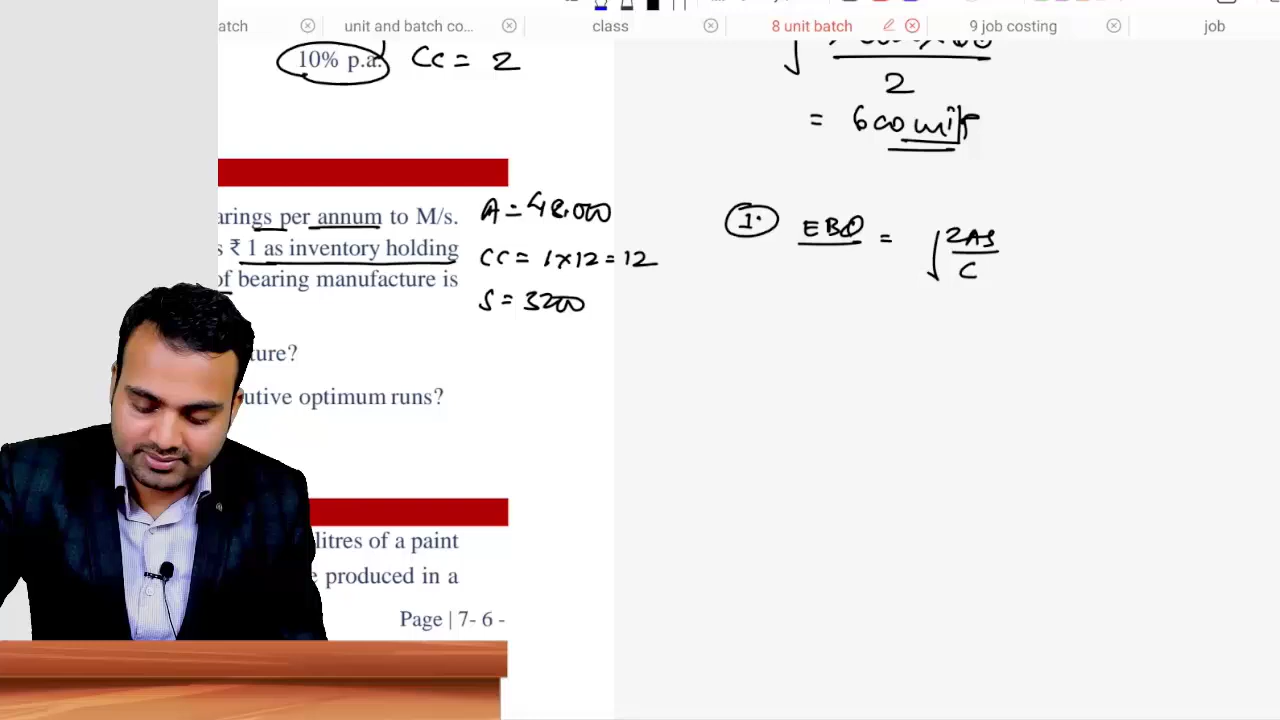 atch
unit and batch co...
class
8 unit batch
9 job costing
job
10% p.a. CC = 2
2
= 600 units
arings per annum to M/s.
s ₹ 1 as inventory holding
of bearing manufacture is
A = 48,000
CC = 1x12 = 12
S = 3200
ture?
utive optimum runs?
1. EBQ = √2AS
C
litres of a paint
e produced in a
Page | 7- 6 -